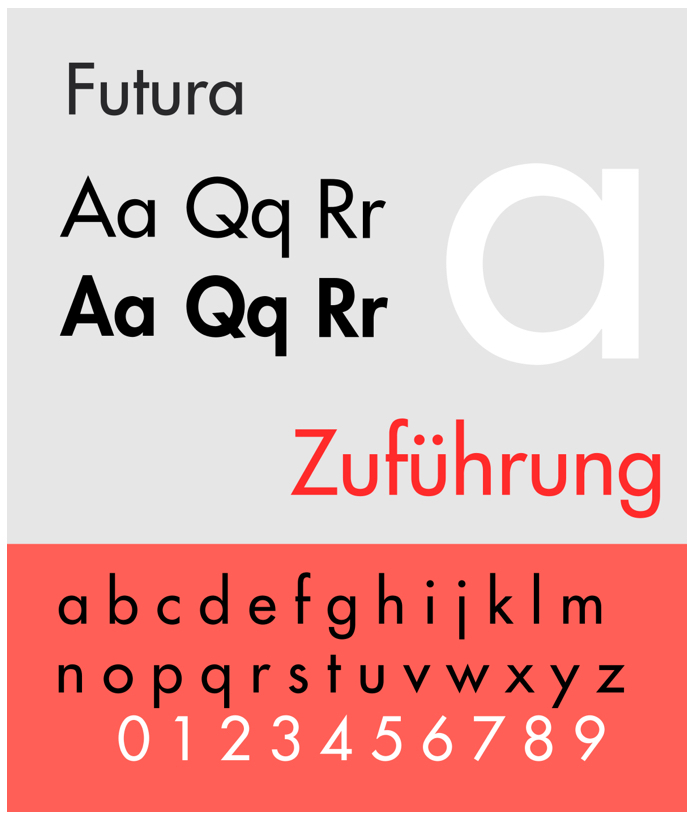 Futura
Aa Qq Rr
a
Aa Qq Rr
Zuführung
a b c d e f g h i j k l m
n o p q r s t u v w x y z
0 1 2 3 4 5 6 7 8 9